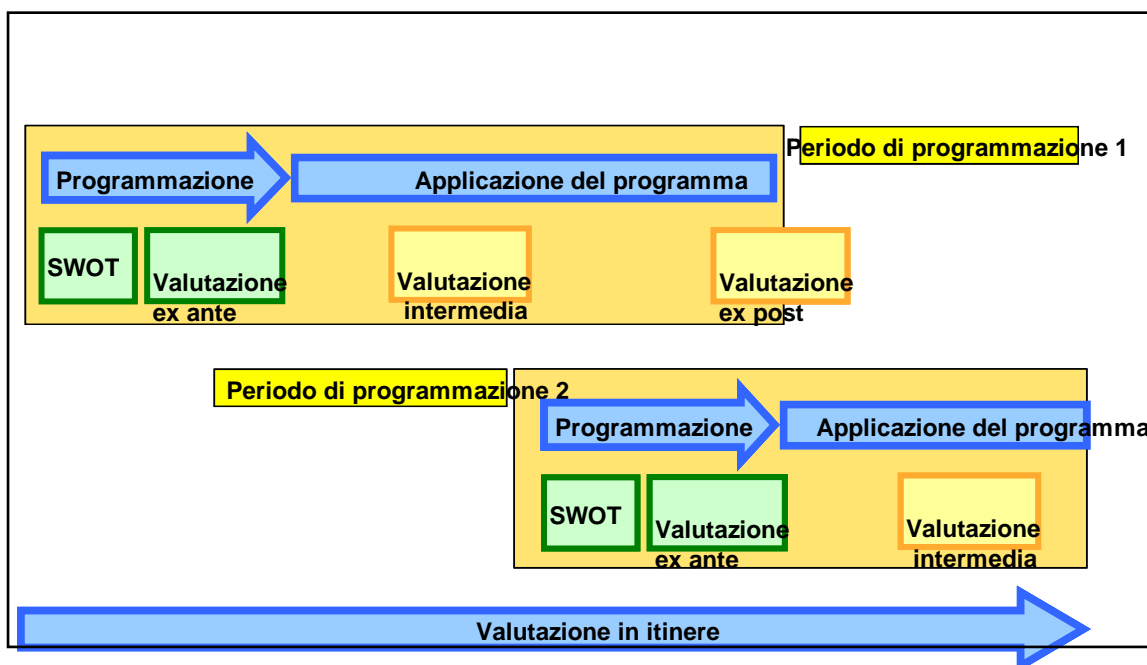 Periodo di programmazione 1
Programmazione
Applicazione del programma
SWOT
Valutazione
ex ante
Valutazione
intermedia
Valutazione
ex post
Periodo di programmazione 2
Programmazione
Applicazione del programma
SWOT
Valutazione
ex ante
Valutazione
intermedia
Valutazione in itinere